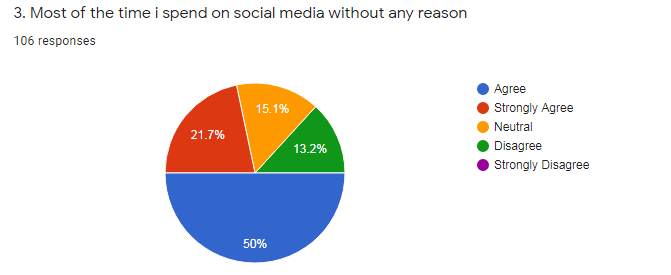 3. Most of the time i spend on social media without any reason
106 responses
15.1%
21.7%
13.2%
50%
Agree
Strongly Agree
Neutral
Disagree
Strongly Disagree